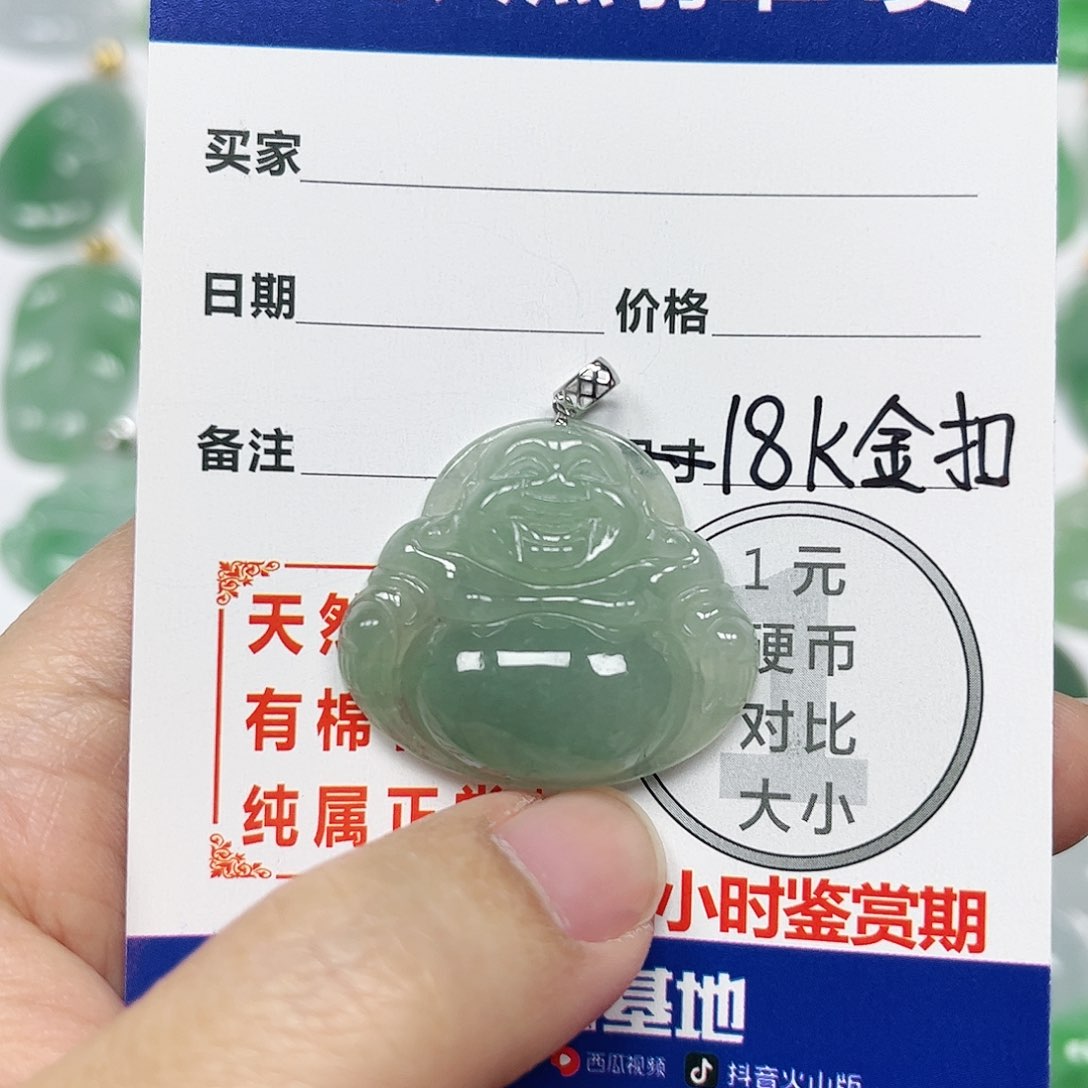 买家
日期 价格
备注 寸 18K金扣
1元
硬币
对比
大小
天然
有棉
纯属正常
小时鉴赏期
基地
西瓜视频 抖音火山版